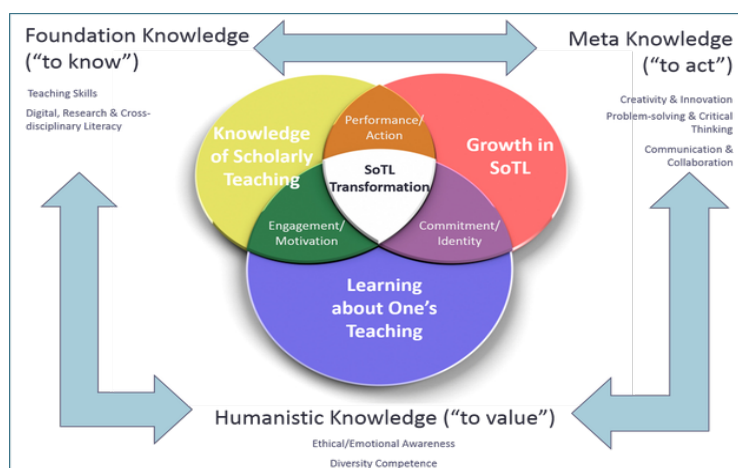 Foundation Knowledge
("to know")
Teaching Skills
Digital, Research & Cross-
disciplinary Literacy
Meta Knowledge
("to act")
Creativity & Innovation
Problem-solving & Critical
Thinking
Communication &
Collaboration
Knowledge
of Scholarly
Teaching
Performance/
Action
Growth in
SoTL
SoTL
Transformation
Engagement/
Motivation
Commitment/
Identity
Learning
about One's
Teaching
Humanistic Knowledge ("to value")
Ethical/Emotional Awareness
Diversity Competence